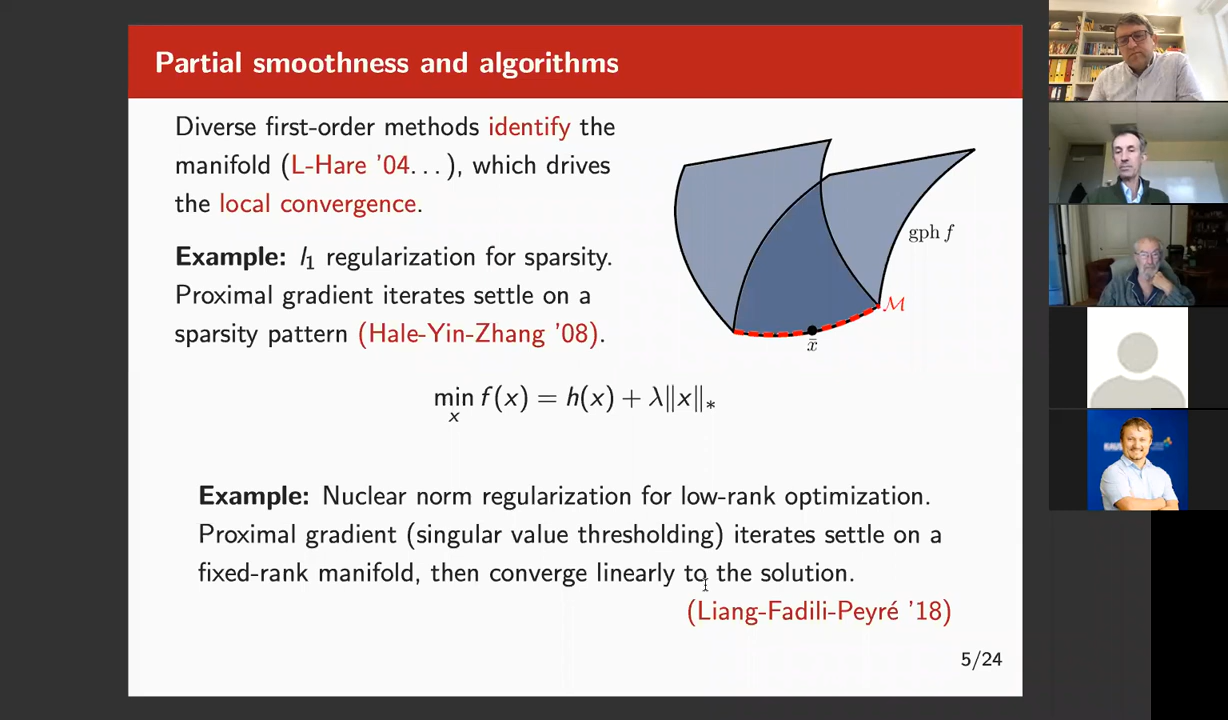 Partial smoothness and algorithms
Diverse first-order methods identify the
manifold (L-Hare '04...), which drives
the local convergence.
Example: l₁ regularization for sparsity.
Proximal gradient iterates settle on a
sparsity pattern (Hale-Yin-Zhang '08).
gph f
ℳ
x̄
min f(x) = h(x) + λ‖x‖∗
x
Example: Nuclear norm regularization for low-rank optimization.
Proximal gradient (singular value thresholding) iterates settle on a
fixed-rank manifold, then converge linearly to the solution.
(Liang-Fadili-Peyré '18)
5/24